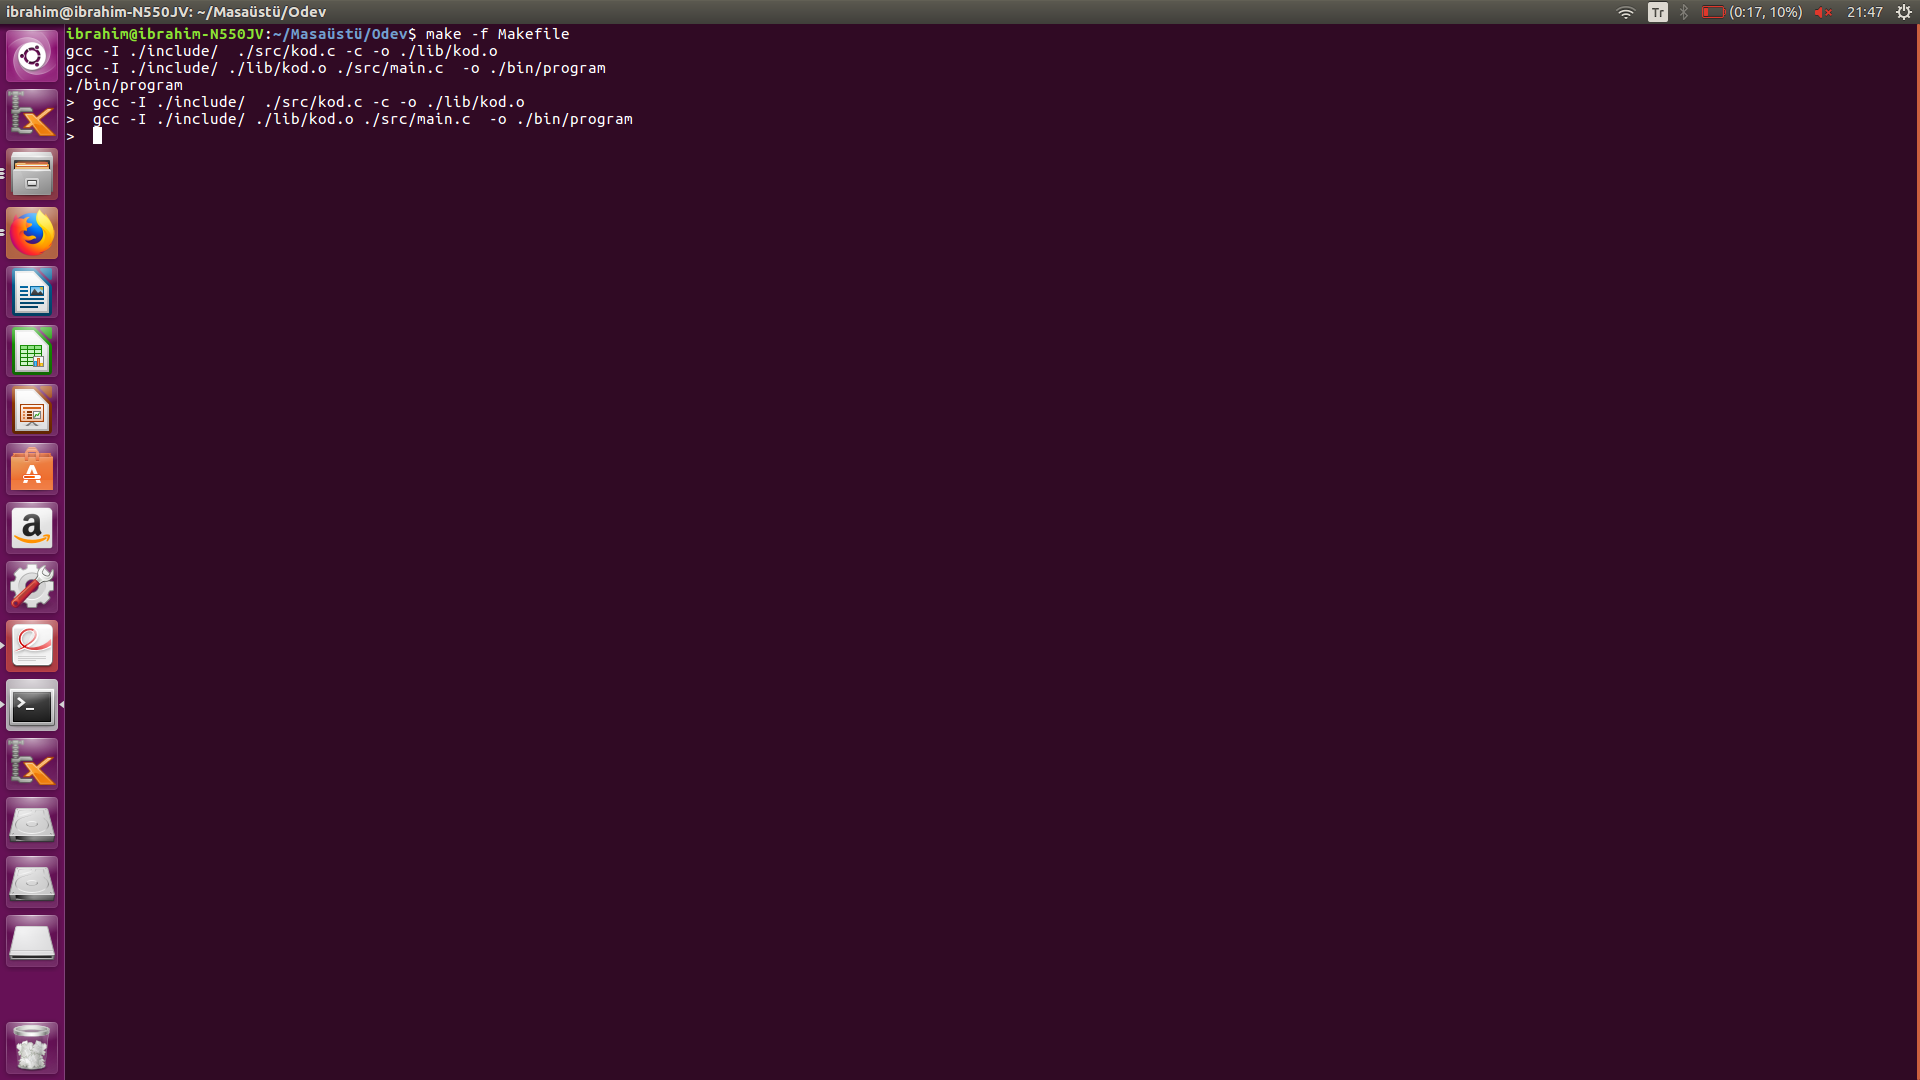 ibrahim@ibrahim-N550JV: ~/Masaüstü/Odev
Tr
(0:17, 10%)
21:47
ibrahim@ibrahim-N550JV:~/Masaüstü/Odev$ make -f Makefile
gcc -I ./include/  ./src/kod.c -c -o ./lib/kod.o
gcc -I ./include/ ./lib/kod.o ./src/main.c  -o ./bin/program
./bin/program
>  gcc -I ./include/  ./src/kod.c -c -o ./lib/kod.o
>  gcc -I ./include/ ./lib/kod.o ./src/main.c  -o ./bin/program
>